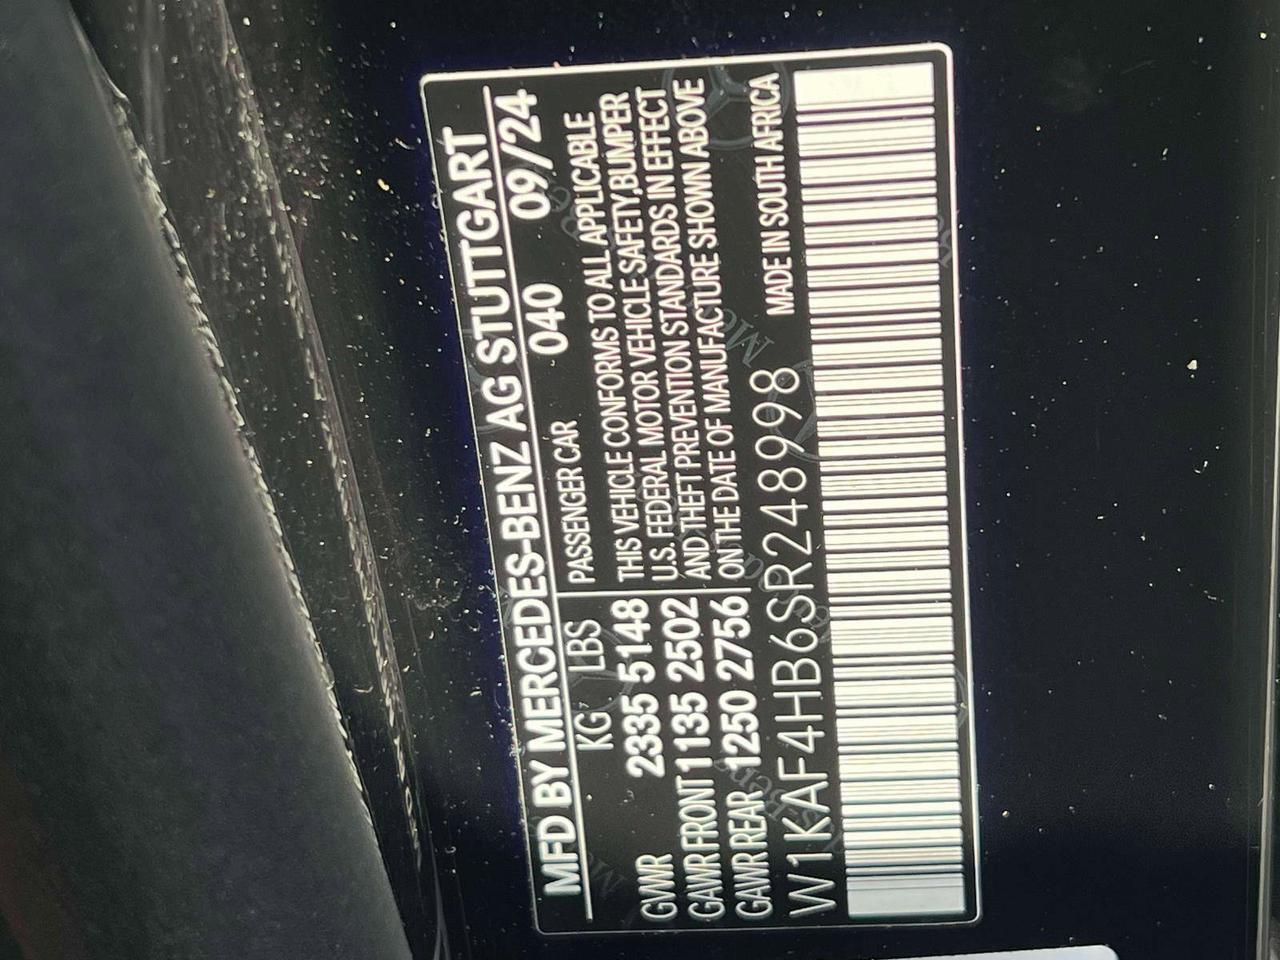 MFD BY MERCEDES-BENZ AG STUTTGART
KG LBS
PASSENGER CAR 040 09/24
GVWR 2335 5148
GAWR FRONT 1135 2502
GAWR REAR 1250 2756
THIS VEHICLE CONFORMS TO ALL APPLICABLE
U.S. FEDERAL MOTOR VEHICLE SAFETY,BUMPER
AND THEFT PREVENTION STANDARDS IN EFFECT
ON THE DATE OF MANUFACTURE SHOWN ABOVE
W1KAF4HB6SR248998 MADE IN SOUTH AFRICA